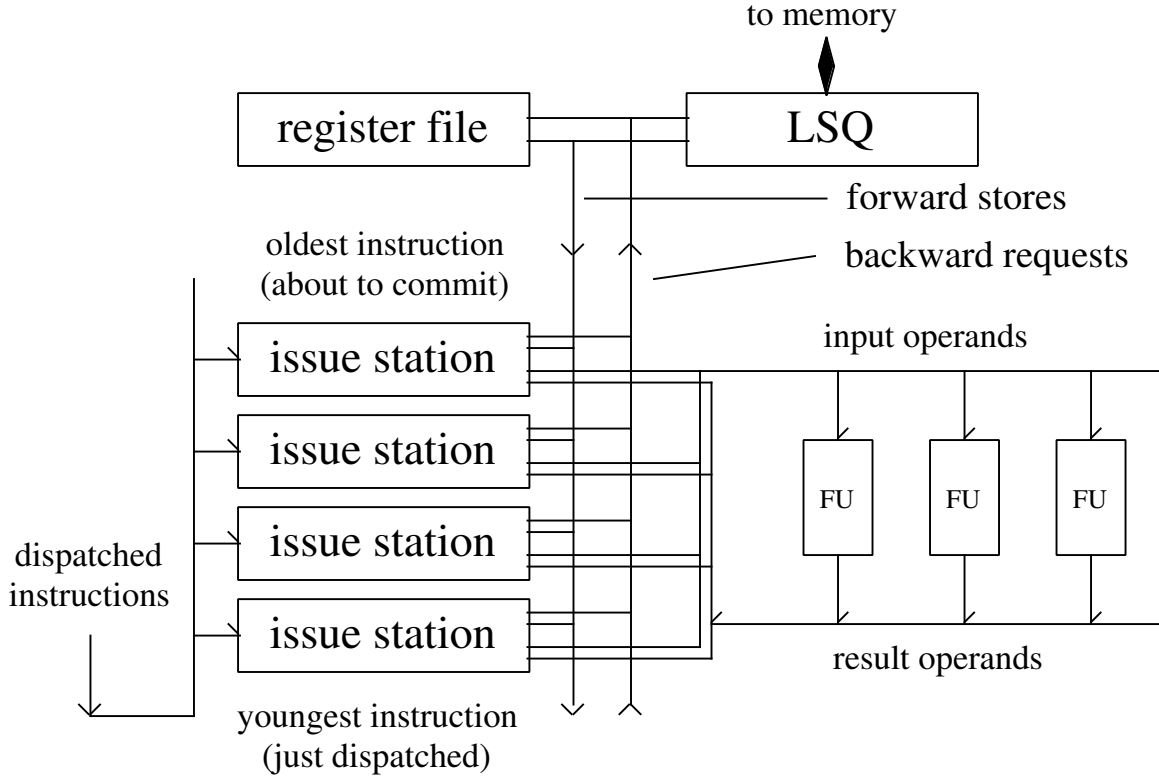 to memory
register file
LSQ
forward stores
oldest instruction
(about to commit)
backward requests
issue station
input operands
issue station
FU
FU
FU
issue station
dispatched
instructions
issue station
result operands
youngest instruction
(just dispatched)